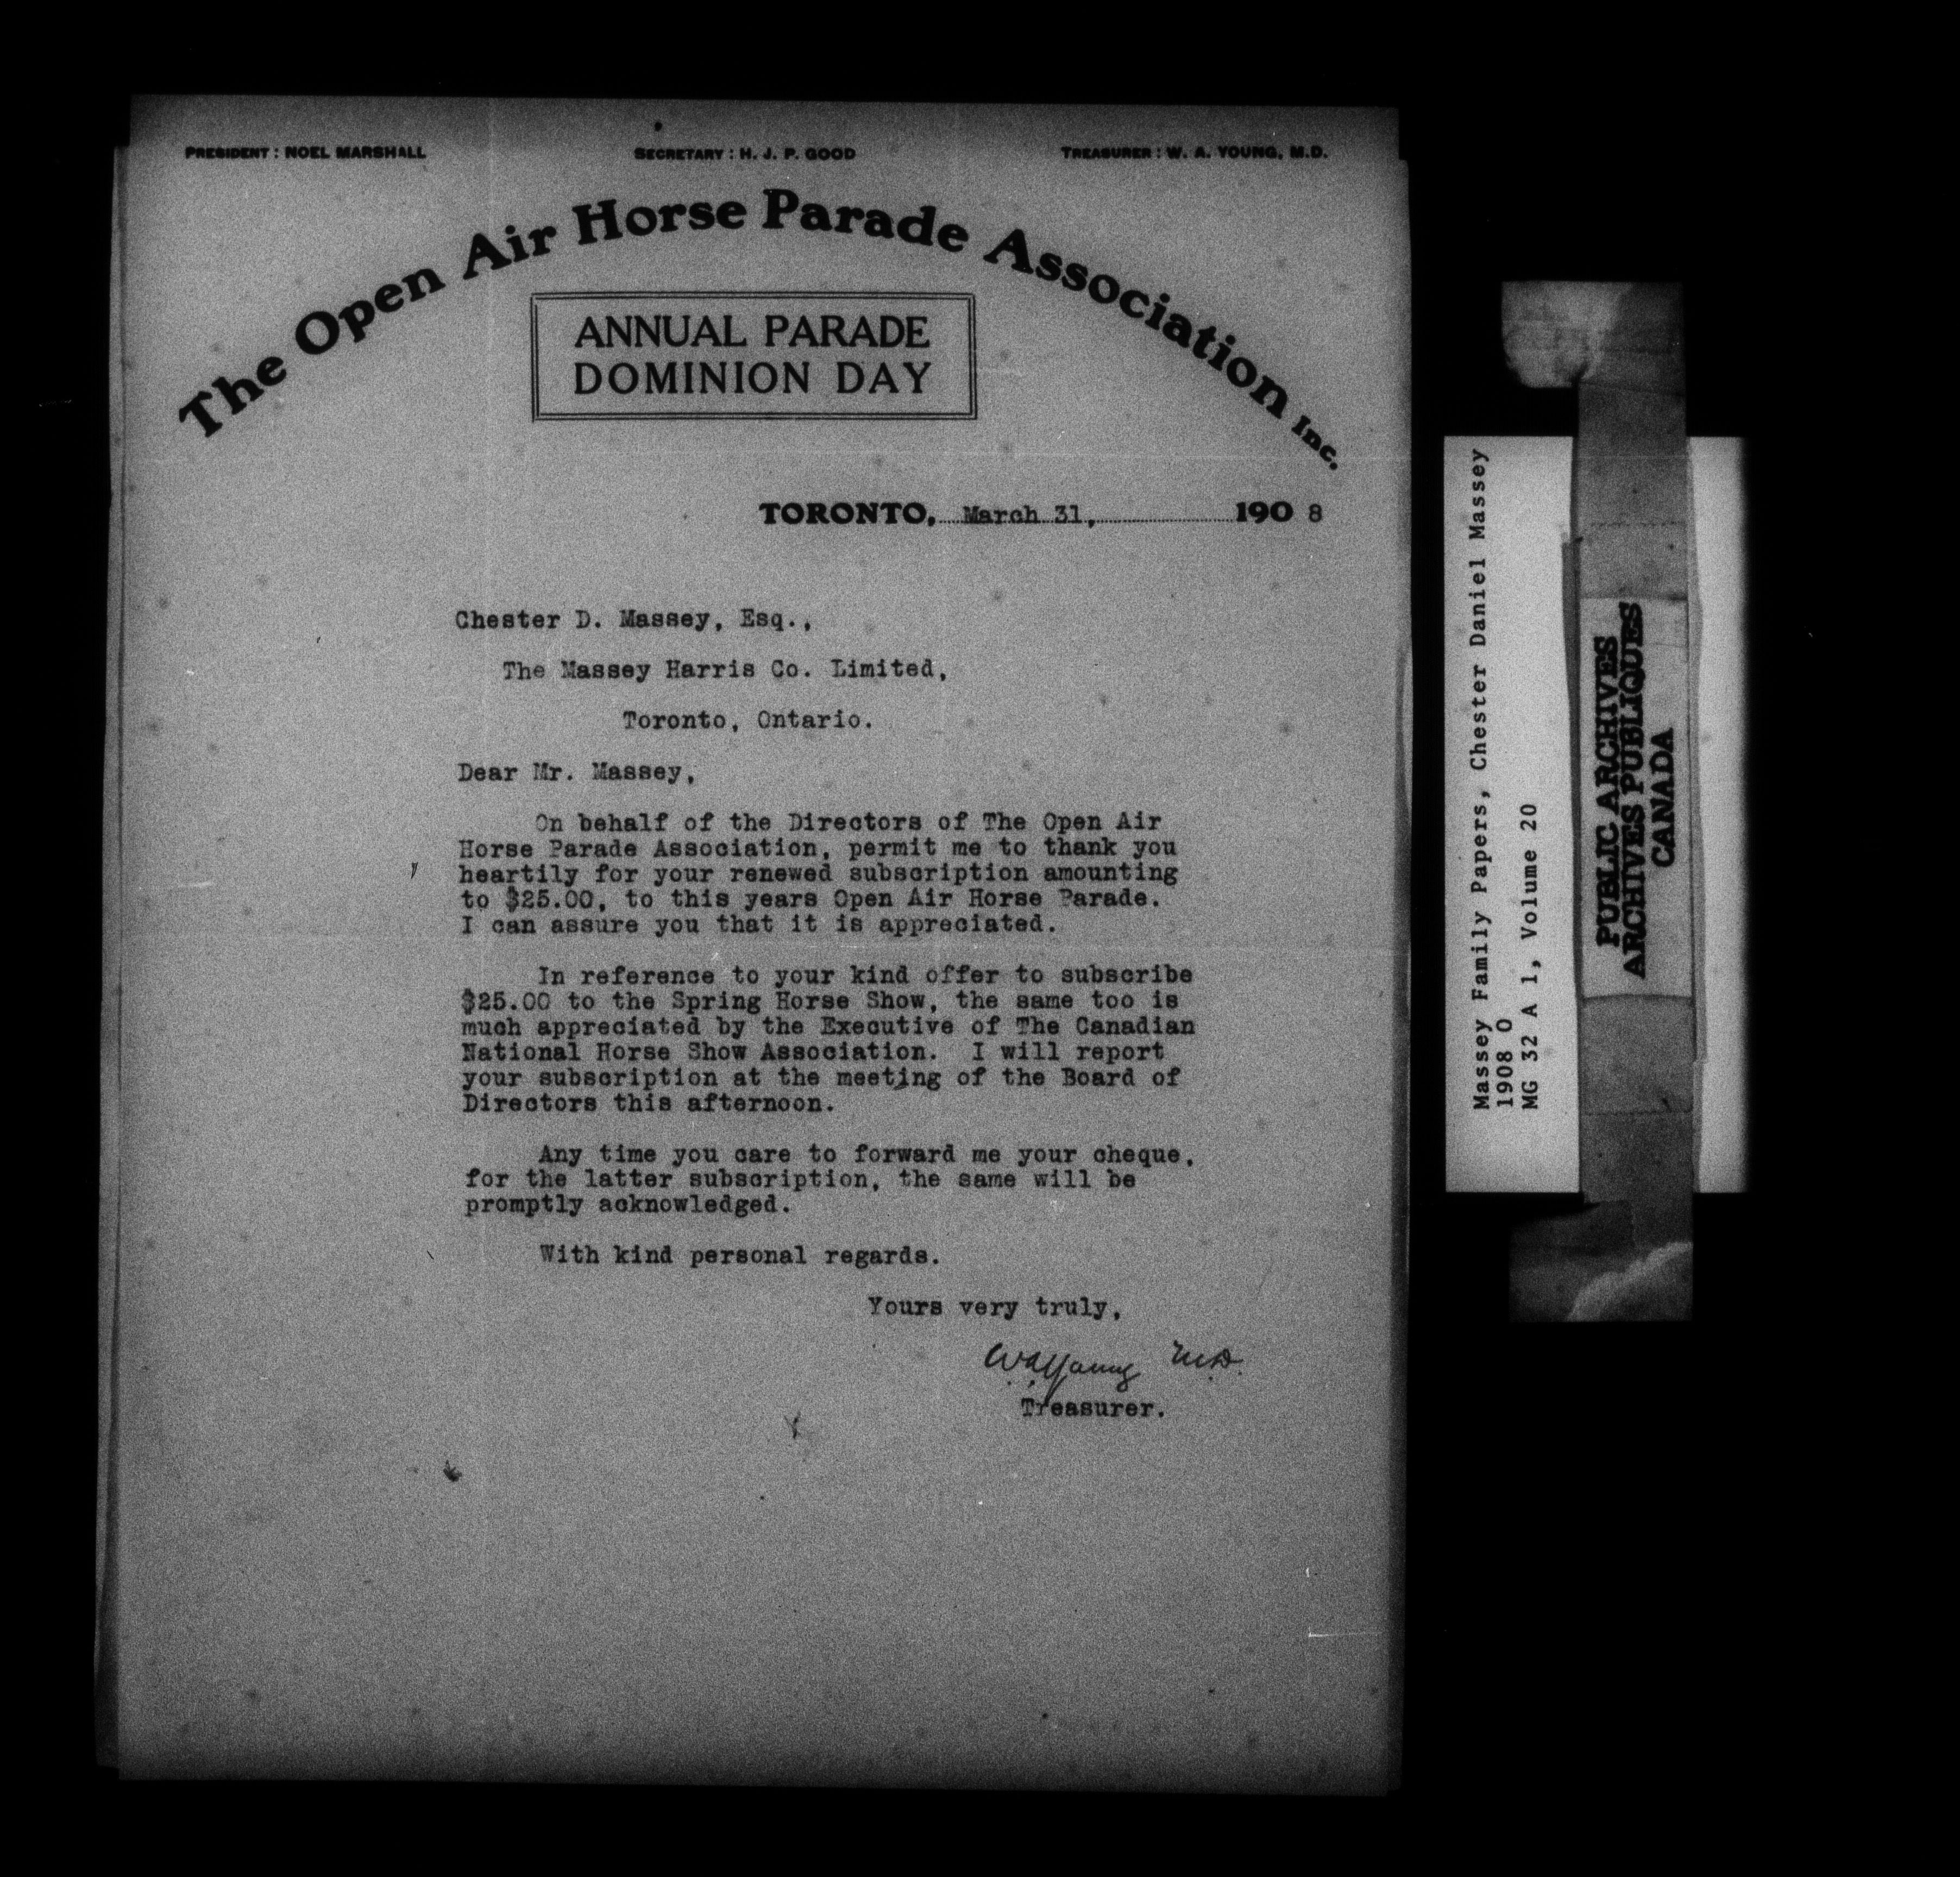 PRESIDENT : NOEL MARSHALL SECRETARY : H. J. P. GOOD TREASURER : W. A. YOUNG, M.D.
The Open Air Horse Parade Association Inc.
ANNUAL PARADE
DOMINION DAY
TORONTO, March 31, 190 8
Chester D. Massey, Esq.,
The Massey Harris Co. Limited,
Toronto, Ontario.
Dear Mr. Massey,
On behalf of the Directors of The Open Air
Horse Parade Association, permit me to thank you
heartily for your renewed subscription amounting
to $25.00, to this years Open Air Horse Parade.
I can assure you that it is appreciated.
In reference to your kind offer to subscribe
$25.00 to the Spring Horse Show, the same too is
much appreciated by the Executive of The Canadian
National Horse Show Association. I will report
your subscription at the meeting of the Board of
Directors this afternoon.
Any time you care to forward me your cheque,
for the latter subscription, the same will be
promptly acknowledged.
With kind personal regards.
Yours very truly,
W.A. Young M.D.
Treasurer.
Massey Family Papers, Chester Daniel Massey
1908 O
MG 32 A 1, Volume 20
PUBLIC ARCHIVES
ARCHIVES PUBLIQUES
CANADA